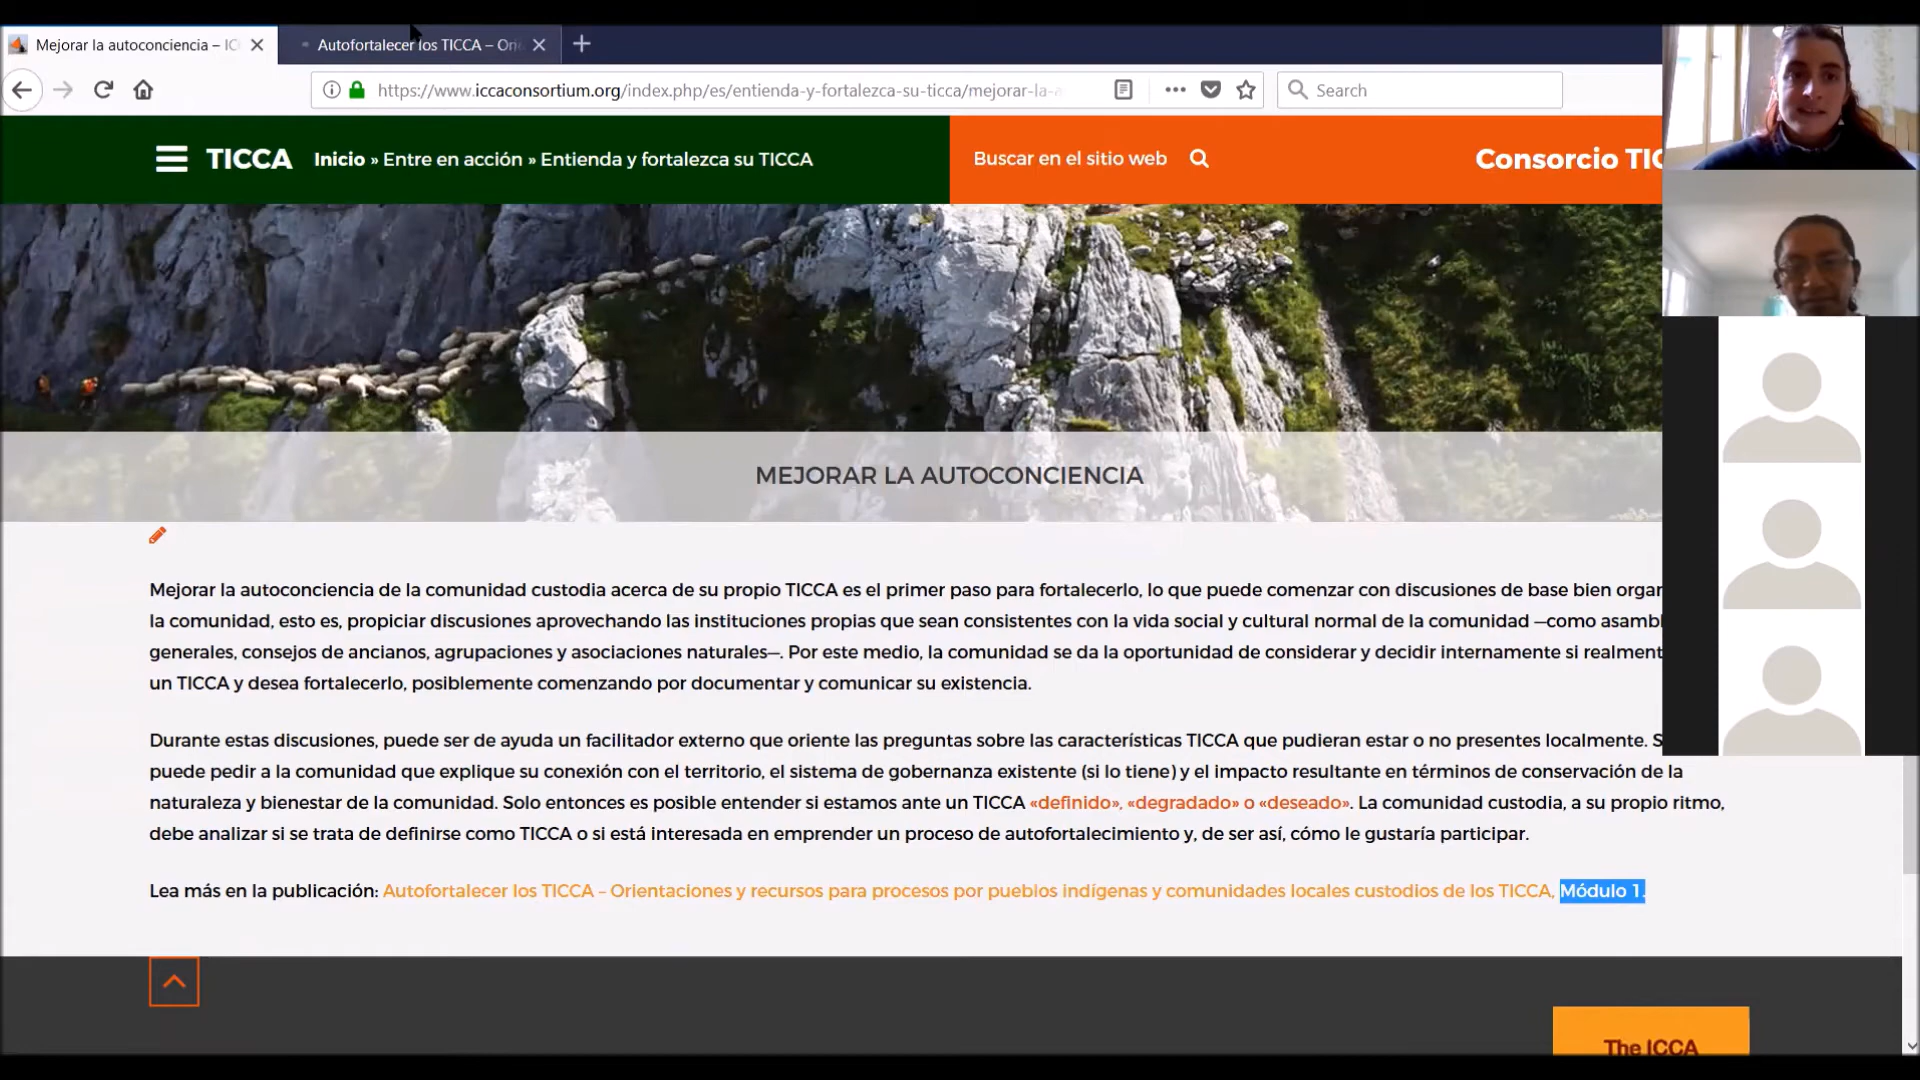 Mejorar la autoconciencia – IC
Autofortalecer los TICCA – Ori
https://www.iccaconsortium.org/index.php/es/entienda-y-fortalezca-su-ticca/mejorar-la-a
Search
TICCA Inicio » Entre en acción » Entienda y fortalezca su TICCA
Buscar en el sitio web
Consorcio TIC
MEJORAR LA AUTOCONCIENCIA
Mejorar la autoconciencia de la comunidad custodia acerca de su propio TICCA es el primer paso para fortalecerlo, lo que puede comenzar con discusiones de base bien organ
la comunidad, esto es, propiciar discusiones aprovechando las instituciones propias que sean consistentes con la vida social y cultural normal de la comunidad —como asambl
generales, consejos de ancianos, agrupaciones y asociaciones naturales—. Por este medio, la comunidad se da la oportunidad de considerar y decidir internamente si realment
un TICCA y desea fortalecerlo, posiblemente comenzando por documentar y comunicar su existencia.
Durante estas discusiones, puede ser de ayuda un facilitador externo que oriente las preguntas sobre las características TICCA que pudieran estar o no presentes localmente. S
puede pedir a la comunidad que explique su conexión con el territorio, el sistema de gobernanza existente (si lo tiene) y el impacto resultante en términos de conservación de la
naturaleza y bienestar de la comunidad. Solo entonces es posible entender si estamos ante un TICCA «definido», «degradado» o «deseado». La comunidad custodia, a su propio ritmo,
debe analizar si se trata de definirse como TICCA o si está interesada en emprender un proceso de autofortalecimiento y, de ser así, cómo le gustaría participar.
Lea más en la publicación: Autofortalecer los TICCA – Orientaciones y recursos para procesos por pueblos indígenas y comunidades locales custodios de los TICCA, Módulo 1.
The ICCA